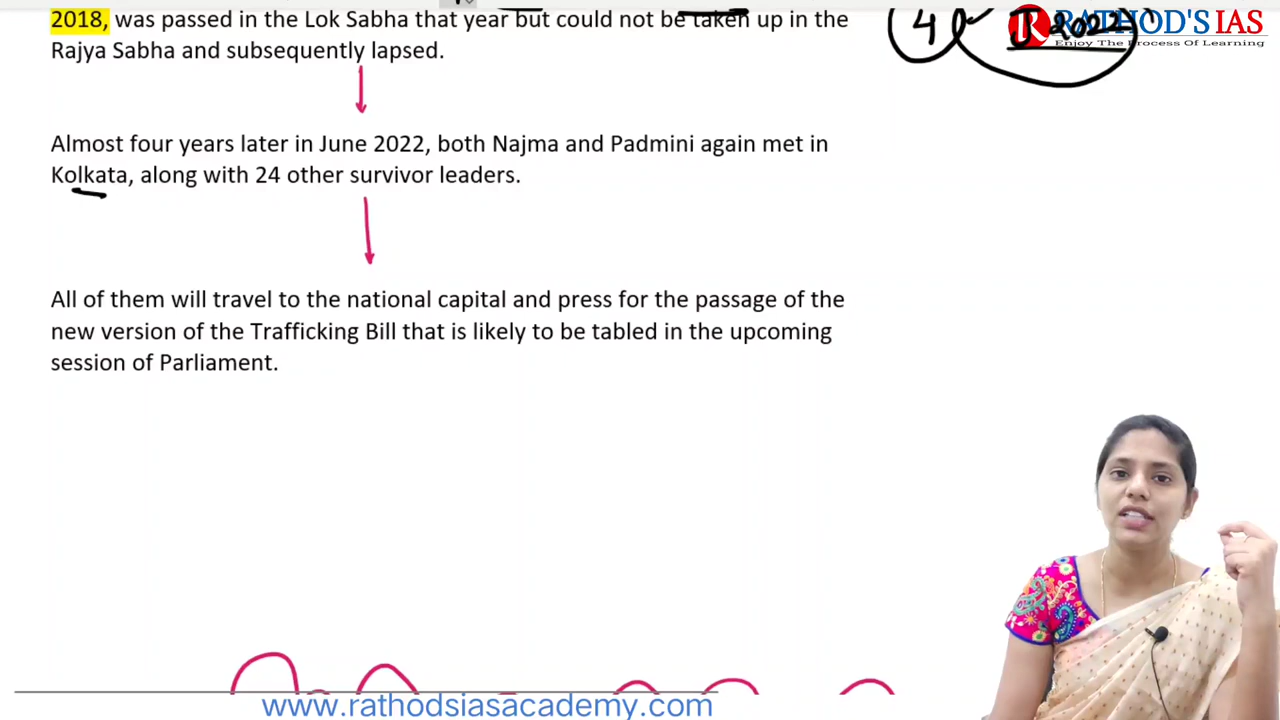 2018, was passed in the Lok Sabha that year but could not be taken up in the
Rajya Sabha and subsequently lapsed.
4 J 2022
RATHOD'S IAS
Enjoy The Process Of Learning
Almost four years later in June 2022, both Najma and Padmini again met in
Kolkata, along with 24 other survivor leaders.
All of them will travel to the national capital and press for the passage of the
new version of the Trafficking Bill that is likely to be tabled in the upcoming
session of Parliament.
www.rathodsiasacademy.com